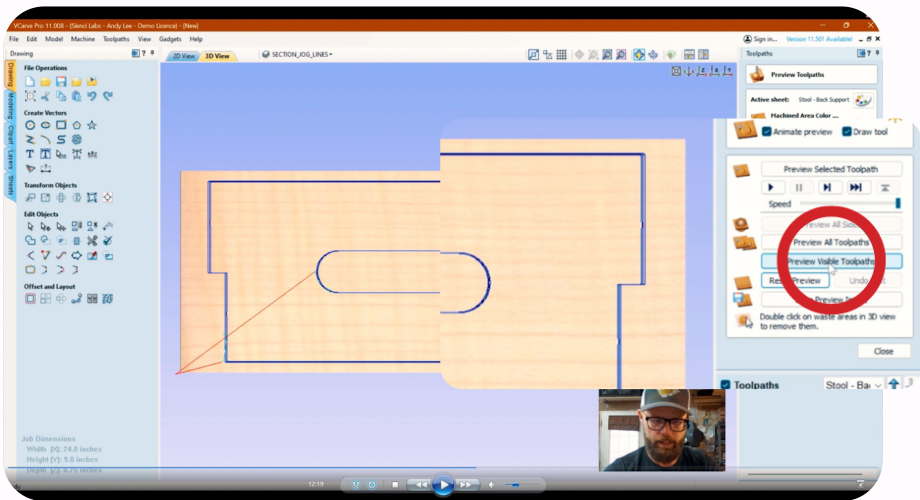 VCarve Pro 11.008 - {Sienci Labs - Andy Lee - Demo Licence} - [New]
File Edit Model Machine Toolpaths View Gadgets Help
Sign in... Version 11.501 Available!
Drawing
2D View 3D View SECTION_JOG_LINES
Toolpaths
File Operations
Create Vectors
Transform Objects
Edit Objects
Offset and Layout
Drawing
Modeling
Clipart
Layers
Sheets
Preview Toolpaths
Active sheet: Stool - Back Support
Machined Area Color ...
Animate preview Draw tool
Preview Selected Toolpath
Speed
Preview All Toolpaths
Preview Visible Toolpaths
Preview
Double click on waste areas in 3D view
to remove them.
Close
Toolpaths Stool - Ba
Job Dimensions
Width [X]: 24.0 inches
Height [Y]: 9.0 inches
Depth [Z]: 0.75 inches
12:19